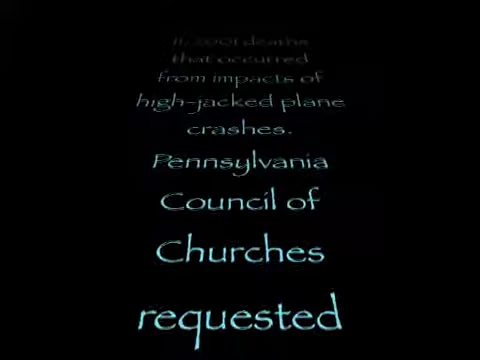 11, 2001 deaths
that occurred
from impacts of
high-jacked plane
crashes.
Pennsylvania
Council of
Churches
requested